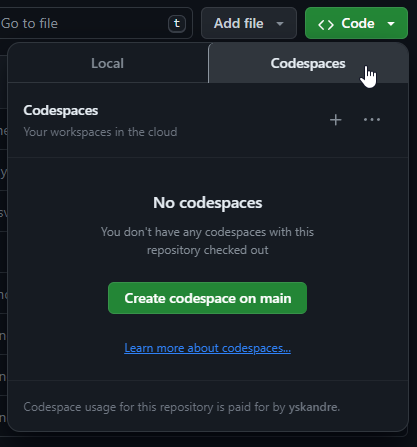 Go to file
t
Add file
Code
Local
Codespaces
Codespaces
Your workspaces in the cloud
No codespaces
You don't have any codespaces with this
repository checked out
Create codespace on main
Learn more about codespaces...
Codespace usage for this repository is paid for by yskandre.